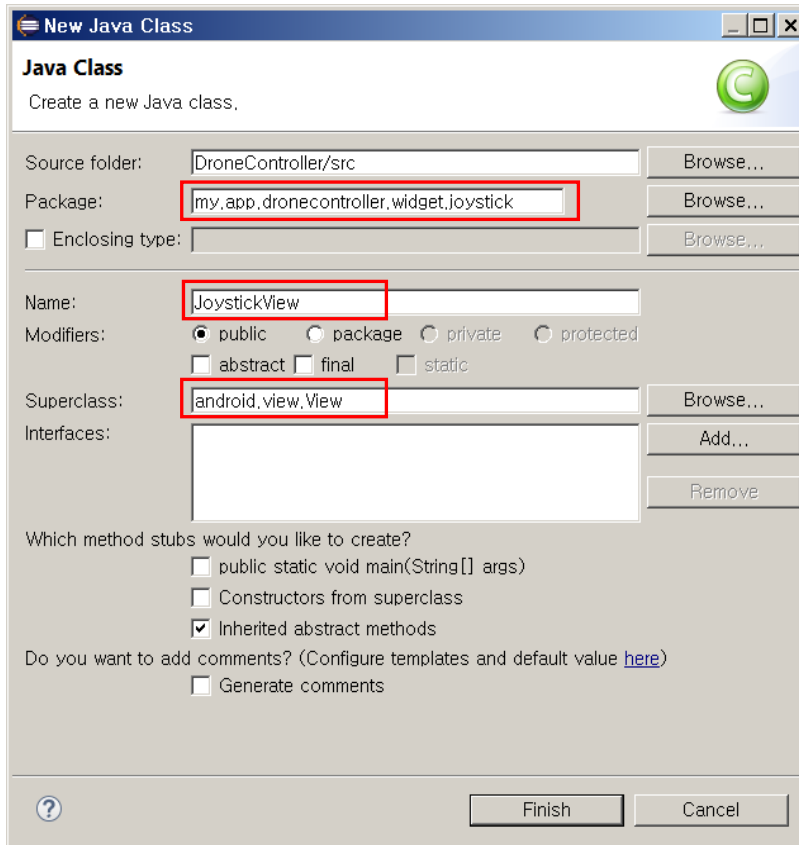 New Java Class
Java Class
Create a new Java class.
Source folder: DroneController/src Browse...
Package: my.app.dronecontroller.widget.joystick Browse...
Enclosing type: Browse...
Name: JoystickView
Modifiers: public package private protected
abstract final static
Superclass: android.view.View Browse...
Interfaces: Add...
Remove
Which method stubs would you like to create?
public static void main(String[] args)
Constructors from superclass
Inherited abstract methods
Do you want to add comments? (Configure templates and default value here)
Generate comments
? Finish Cancel